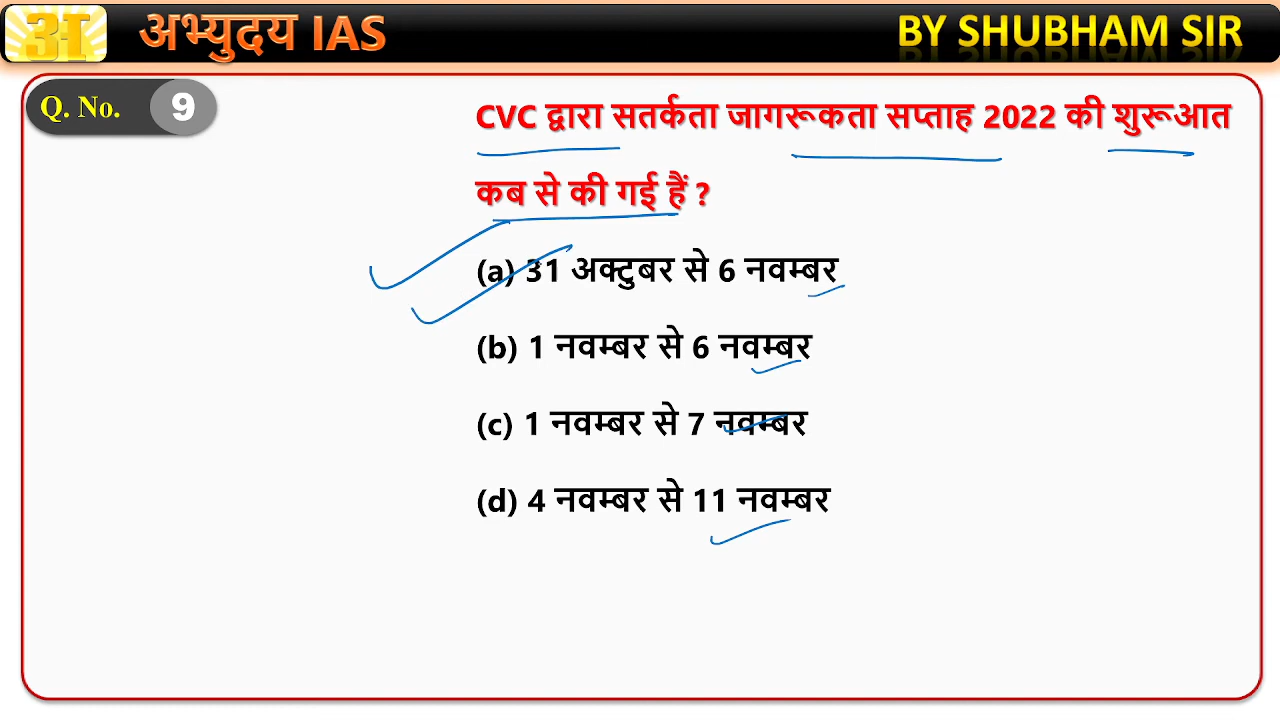 अभ्युदय IAS
BY SHUBHAM SIR
Q. No. 9
CVC द्वारा सतर्कता जागरूकता सप्ताह 2022 की शुरूआत
कब से की गई हैं ?
(a) 31 अक्टुबर से 6 नवम्बर
(b) 1 नवम्बर से 6 नवम्बर
(c) 1 नवम्बर से 7 नवम्बर
(d) 4 नवम्बर से 11 नवम्बर